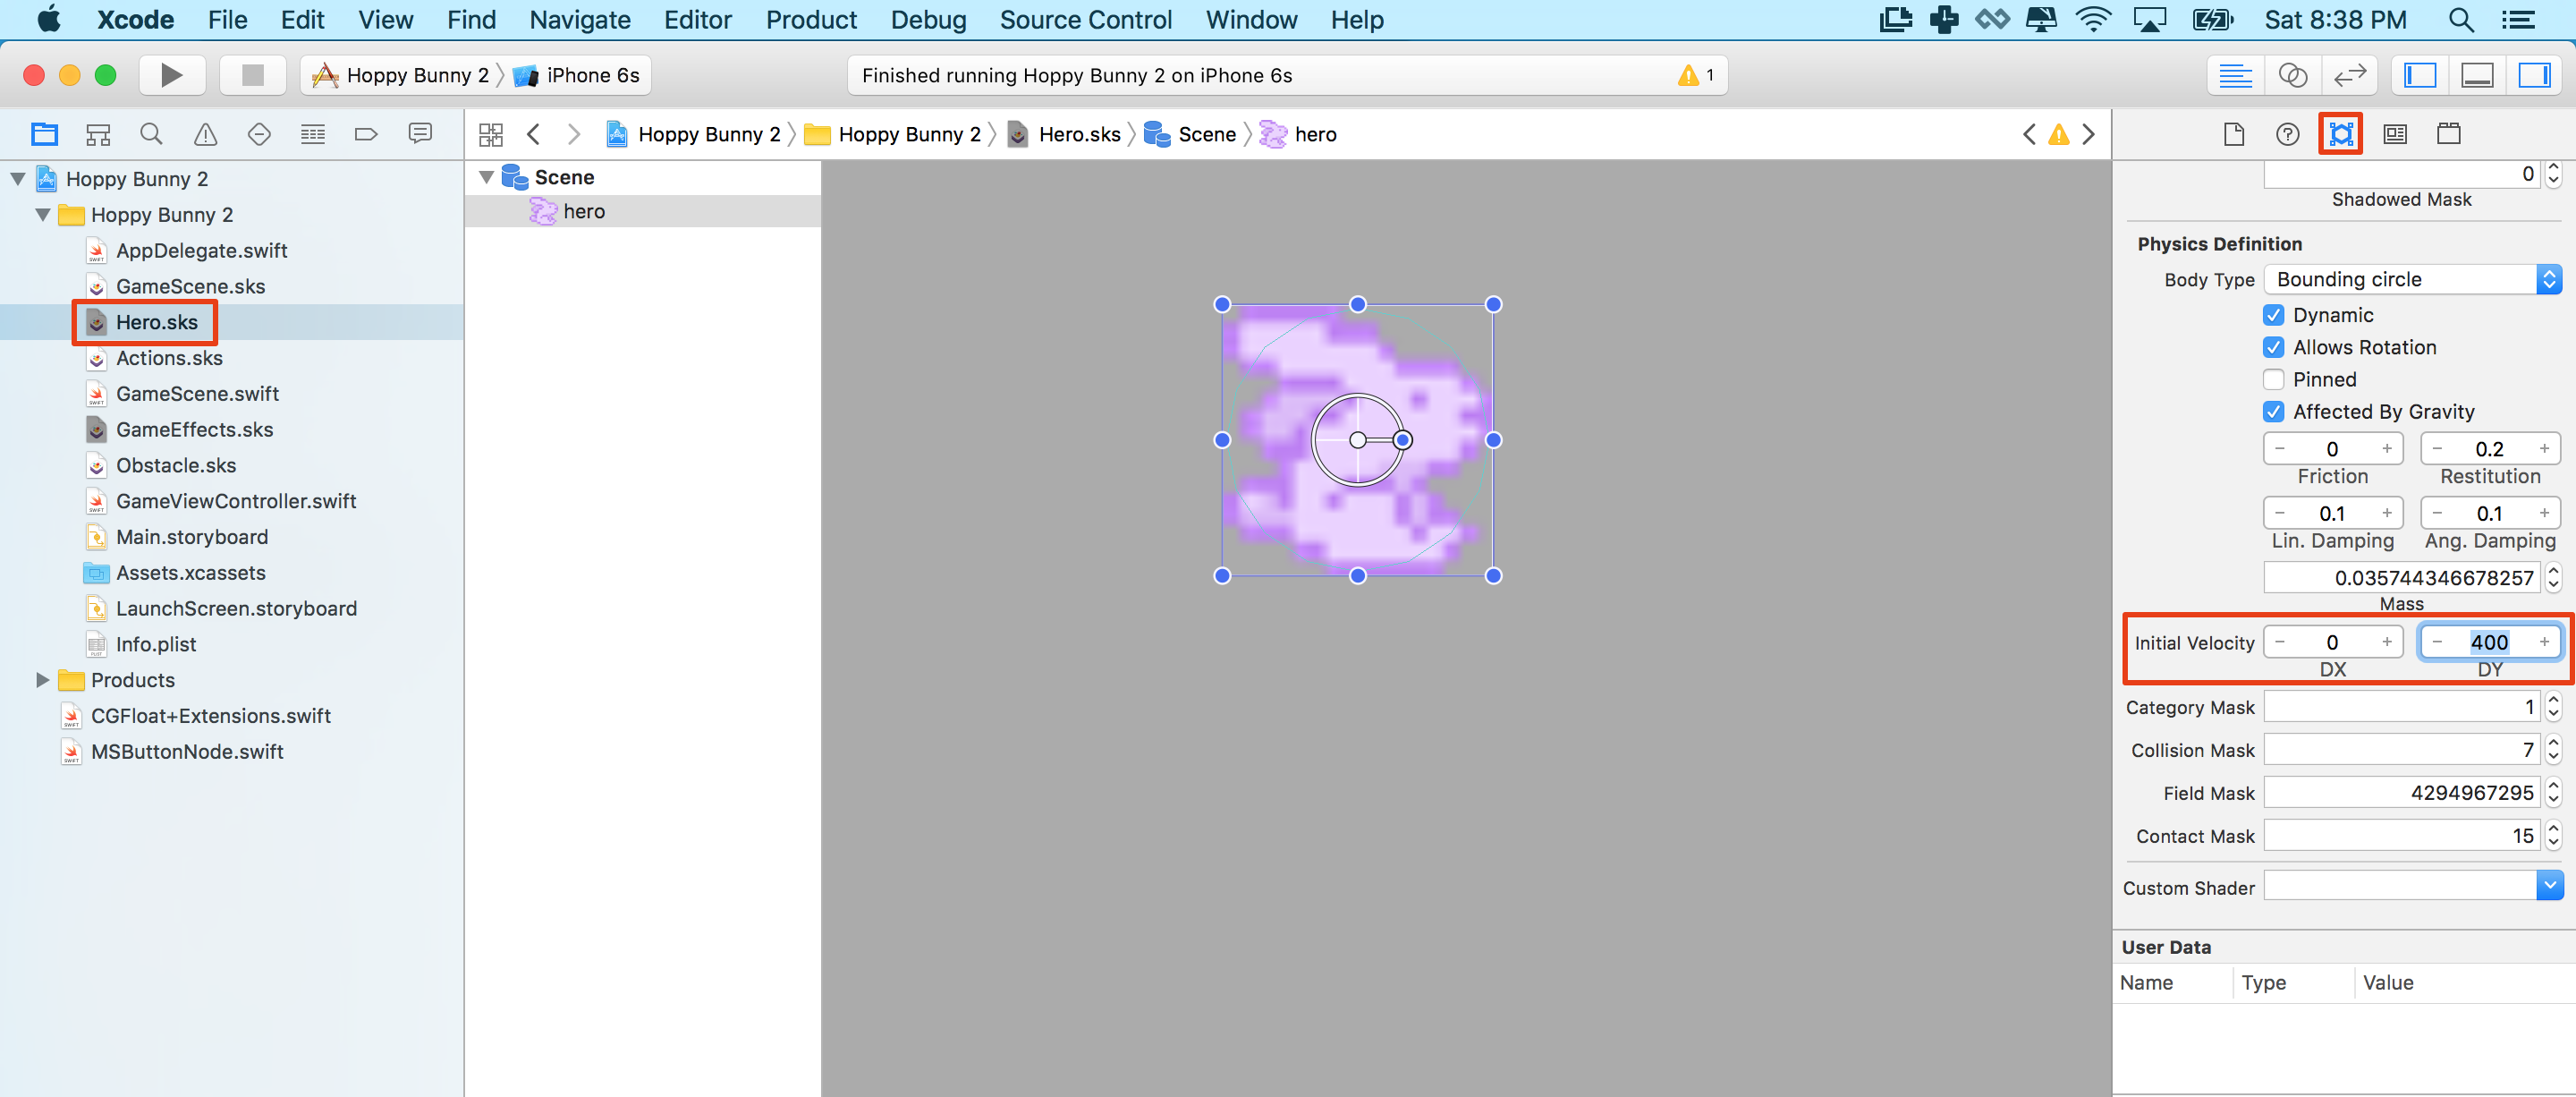 Xcode File Edit View Find Navigate Editor Product Debug Source Control Window Help Sat 8:38 PM
Hoppy Bunny 2 iPhone 6s Finished running Hoppy Bunny 2 on iPhone 6s 1
Hoppy Bunny 2 Hoppy Bunny 2 Hero.sks Scene hero
Hoppy Bunny 2
Hoppy Bunny 2
AppDelegate.swift
GameScene.sks
Hero.sks
Actions.sks
GameScene.swift
GameEffects.sks
Obstacle.sks
GameViewController.swift
Main.storyboard
Assets.xcassets
LaunchScreen.storyboard
Info.plist
Products
CGFloat+Extensions.swift
MSButtonNode.swift
Scene
hero
0
Shadowed Mask
Physics Definition
Body Type Bounding circle
Dynamic
Allows Rotation
Pinned
Affected By Gravity
− 0 + − 0.2 +
Friction Restitution
− 0.1 + − 0.1 +
Lin. Damping Ang. Damping
0.035744346678257
Mass
Initial Velocity − 0 + − 400 +
DX DY
Category Mask 1
Collision Mask 7
Field Mask 4294967295
Contact Mask 15
Custom Shader
User Data
Name Type Value